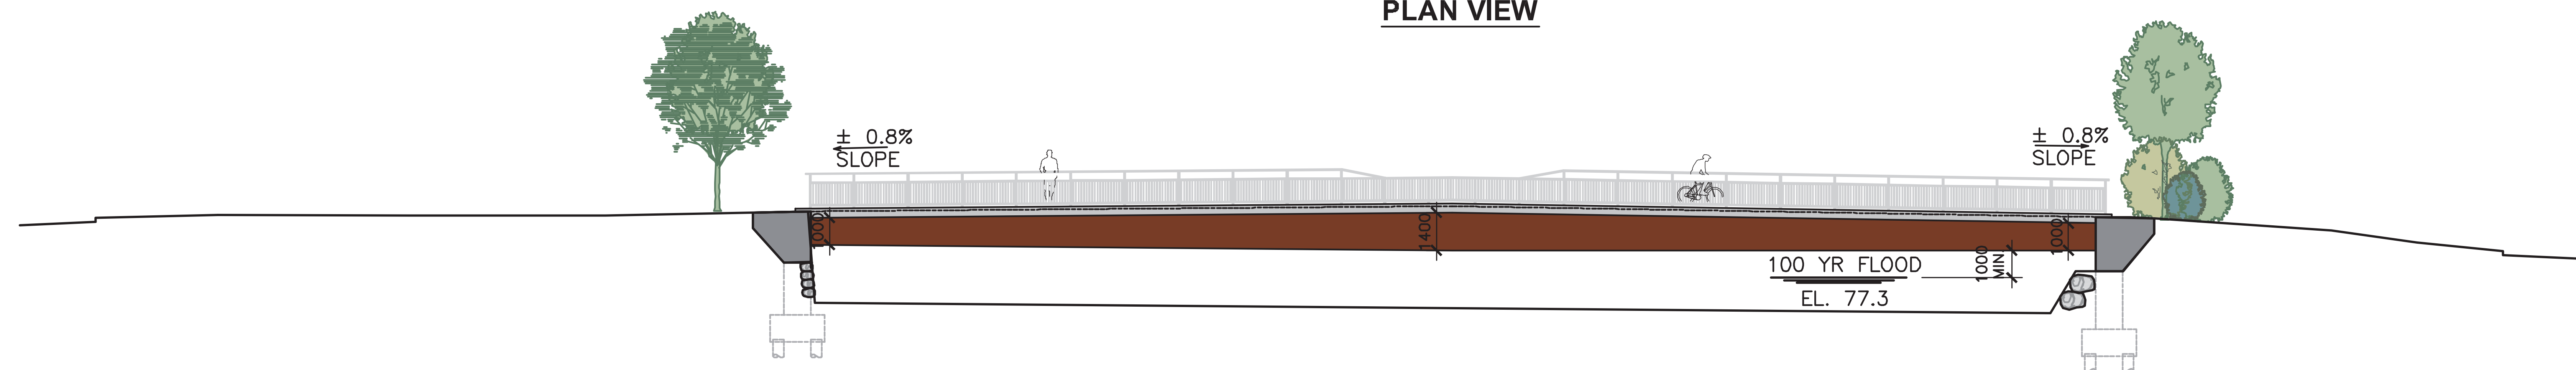 PLAN VIEW
± 0.8%
SLOPE
± 0.8%
SLOPE
1000
1400
1000
1000
MIN
100 YR FLOOD
EL. 77.3